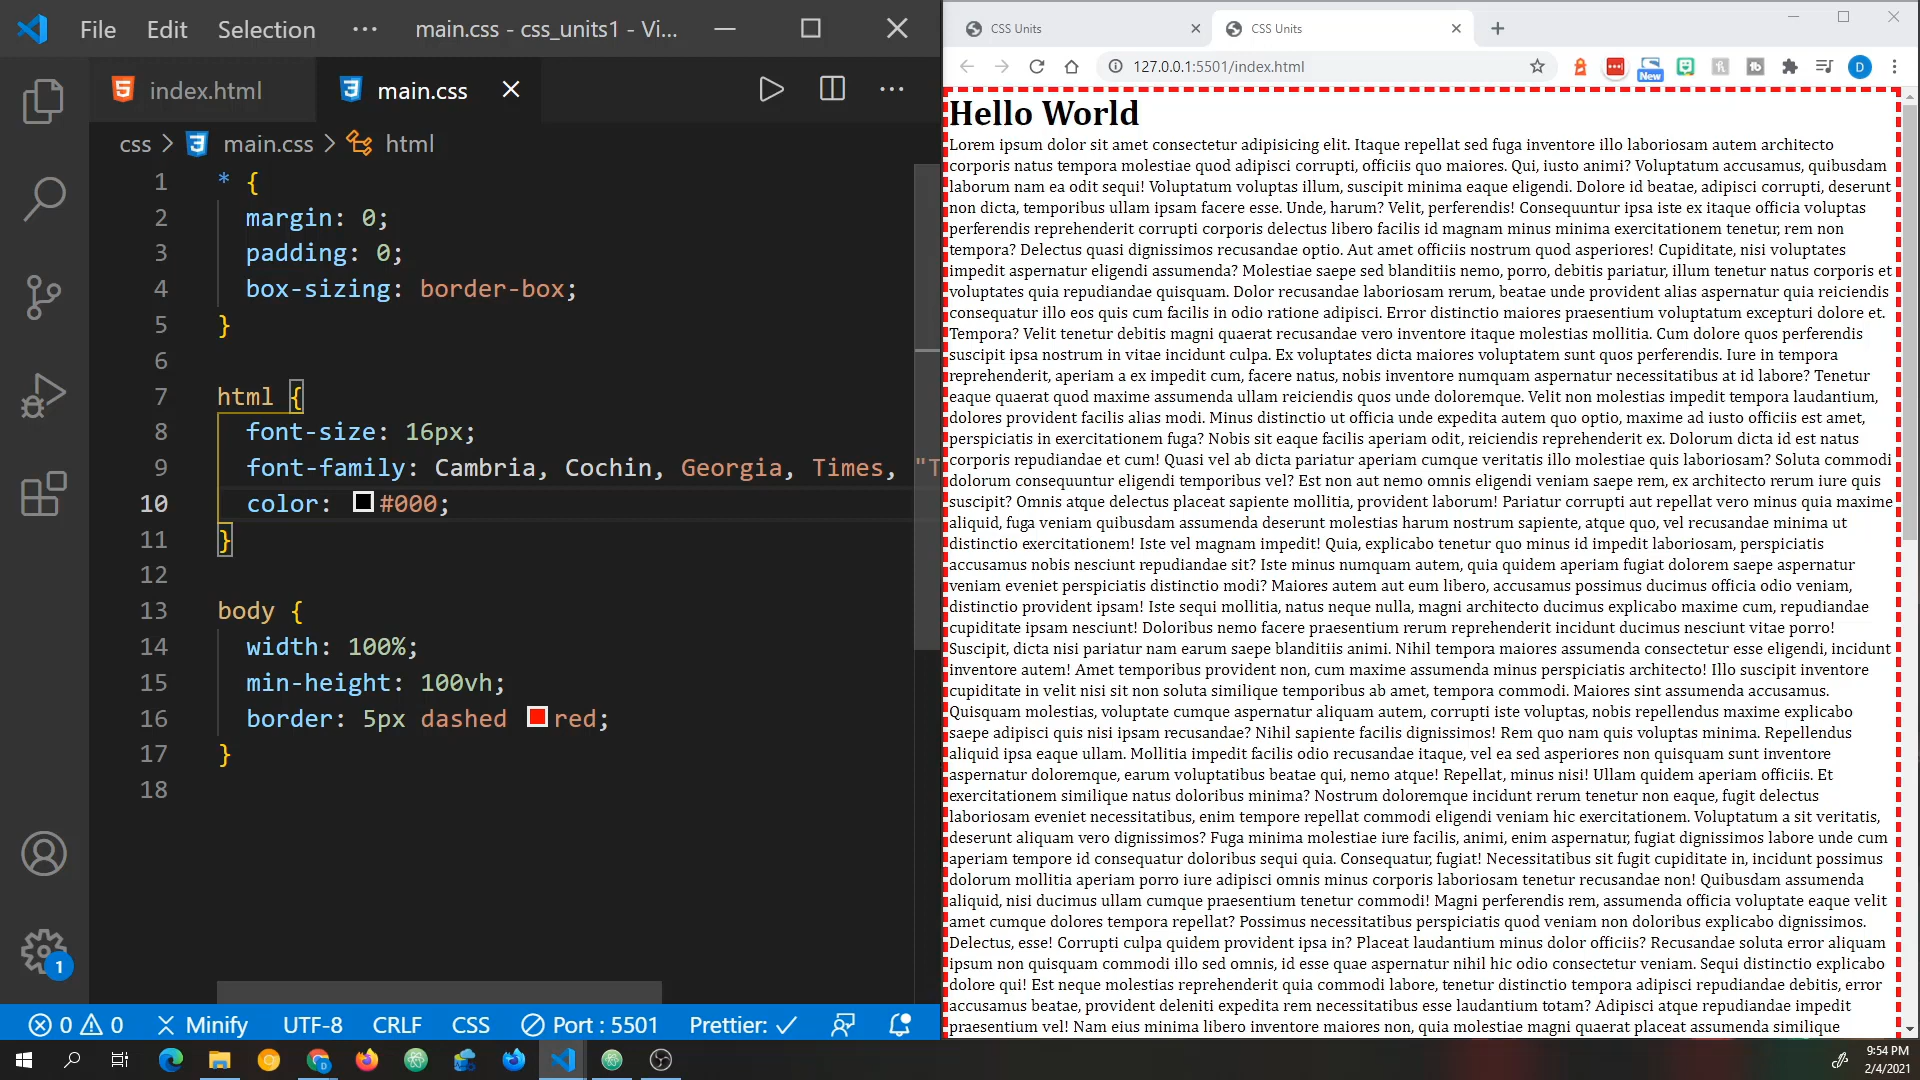 File Edit Selection ··· main.css - css_units1 - Vi...
index.html
main.css
css > main.css > html
1 * {
2 margin: 0;
3 padding: 0;
4 box-sizing: border-box;
5 }
6
7 html {
8 font-size: 16px;
9 font-family: Cambria, Cochin, Georgia, Times, "T
10 color: #000;
11 }
12
13 body {
14 width: 100%;
15 min-height: 100vh;
16 border: 5px dashed red;
17 }
18
0 0 Minify UTF-8 CRLF CSS Port : 5501 Prettier: ✓
1
CSS Units
CSS Units
127.0.0.1:5501/index.html
New
D
Hello World
Lorem ipsum dolor sit amet consectetur adipisicing elit. Itaque repellat sed fuga inventore illo laboriosam autem architecto
corporis natus tempora molestiae quod adipisci corrupti, officiis quo maiores. Qui, iusto animi? Voluptatum accusamus, quibusdam
laborum nam ea odit sequi! Voluptatum voluptas illum, suscipit minima eaque eligendi. Dolore id beatae, adipisci corrupti, deserunt
non dicta, temporibus ullam ipsam facere esse. Unde, harum? Velit, perferendis! Consequuntur ipsa iste ex itaque officia voluptas
perferendis reprehenderit corrupti corporis delectus libero facilis id magnam minus minima exercitationem tenetur, rem non
tempora? Delectus quasi dignissimos recusandae optio. Aut amet officiis nostrum quod asperiores! Cupiditate, nisi voluptates
impedit aspernatur eligendi assumenda? Molestiae saepe sed blanditiis nemo, porro, debitis pariatur, illum tenetur natus corporis et
voluptates quia repudiandae quisquam. Dolor recusandae laboriosam rerum, beatae unde provident alias aspernatur quia reiciendis
consequatur illo eos quis cum facilis in odio ratione adipisci. Error distinctio maiores praesentium voluptatum excepturi dolore et.
Tempora? Velit tenetur debitis magni quaerat recusandae vero inventore itaque molestias mollitia. Cum dolore quos perferendis
suscipit ipsa nostrum in vitae incidunt culpa. Ex voluptates dicta maiores voluptatem sunt quos perferendis. Iure in tempora
reprehenderit, aperiam a ex impedit cum, facere natus, nobis inventore numquam aspernatur necessitatibus at id labore? Tenetur
eaque quaerat quod maxime assumenda ullam reiciendis quos unde doloremque. Velit non molestias impedit tempora laudantium,
dolores provident facilis alias modi. Minus distinctio ut officia unde expedita autem quo optio, maxime ad iusto officiis est amet,
perspiciatis in exercitationem fuga? Nobis sit eaque facilis aperiam odit, reiciendis reprehenderit ex. Dolorum dicta id est natus
corporis repudiandae et cum! Quasi vel ab dicta pariatur aperiam cumque veritatis illo molestiae quis laboriosam? Soluta commodi
dolorum consequuntur eligendi temporibus vel? Est non aut nemo omnis eligendi veniam saepe rem, ex architecto rerum iure quis
suscipit? Omnis atque delectus placeat sapiente mollitia, provident laborum! Pariatur corrupti aut repellat vero minus quia maxime
aliquid, fuga veniam quibusdam assumenda deserunt molestias harum nostrum sapiente, atque quo, vel recusandae minima ut
distinctio exercitationem! Iste vel magnam impedit! Quia, explicabo tenetur quo minus id impedit laboriosam, perspiciatis
accusamus nobis nesciunt repudiandae sit? Iste minus numquam autem, quia quidem aperiam fugiat dolorem saepe aspernatur
veniam eveniet perspiciatis distinctio modi? Maiores autem aut eum libero, accusamus possimus ducimus officia odio veniam,
distinctio provident ipsam! Iste sequi mollitia, natus neque nulla, magni architecto ducimus explicabo maxime cum, repudiandae
cupiditate ipsam nesciunt! Doloribus nemo facere praesentium rerum reprehenderit incidunt ducimus nesciunt vitae porro!
Suscipit, dicta nisi pariatur nam earum saepe blanditiis animi. Nihil tempora maiores assumenda consectetur esse eligendi, incidunt
inventore autem! Amet temporibus provident non, cum maxime assumenda minus perspiciatis architecto! Illo suscipit inventore
cupiditate in velit nisi sit non soluta similique temporibus ab amet, tempora commodi. Maiores sint assumenda accusamus.
Quisquam molestias, voluptate cumque aspernatur aliquam autem, corrupti iste voluptas, nobis repellendus maxime explicabo
saepe adipisci quis nisi ipsam recusandae? Nihil sapiente facilis dignissimos! Rem quo nam quis voluptas minima. Repellendus
aliquid ipsa eaque ullam. Mollitia impedit facilis odio recusandae itaque, vel ea sed asperiores non quisquam sunt inventore
aspernatur doloremque, earum voluptatibus beatae qui, nemo atque! Repellat, minus nisi! Ullam quidem aperiam officiis. Et
exercitationem similique natus doloribus minima? Nostrum doloremque incidunt rerum tenetur non eaque, fugit delectus
laboriosam eveniet necessitatibus, enim tempore repellat commodi eligendi veniam hic exercitationem. Voluptatum a sit veritatis,
deserunt aliquam vero dignissimos? Fuga minima molestiae iure facilis, animi, enim aspernatur, fugiat dignissimos labore unde cum
aperiam tempore id consequatur doloribus sequi quia. Consequatur, fugiat! Necessitatibus sit fugit cupiditate in, incidunt possimus
dolorum mollitia aperiam porro iure adipisci omnis minus corporis laboriosam tenetur recusandae non! Quibusdam assumenda
aliquid, nisi ducimus ullam cumque praesentium tenetur commodi! Magni perferendis rem, assumenda officia voluptate eaque velit
amet cumque dolores tempora repellat? Possimus necessitatibus perspiciatis quod veniam non doloribus explicabo dignissimos.
Delectus, esse! Corrupti culpa quidem provident ipsa in? Placeat laudantium minus dolor officiis? Recusandae soluta error aliquam
ipsum non quisquam commodi illo sed omnis, id esse quae aspernatur nihil hic odio consectetur veniam. Sequi distinctio explicabo
dolore qui! Est neque molestias reprehenderit quia commodi labore, tenetur distinctio tempora adipisci repudiandae debitis, error
accusamus beatae, provident deleniti expedita rem necessitatibus esse laudantium totam? Adipisci atque repudiandae impedit
praesentium vel! Nam eius minima libero inventore maiores non, quia molestiae magni quaerat placeat assumenda similique
9:54 PM
2/4/2021